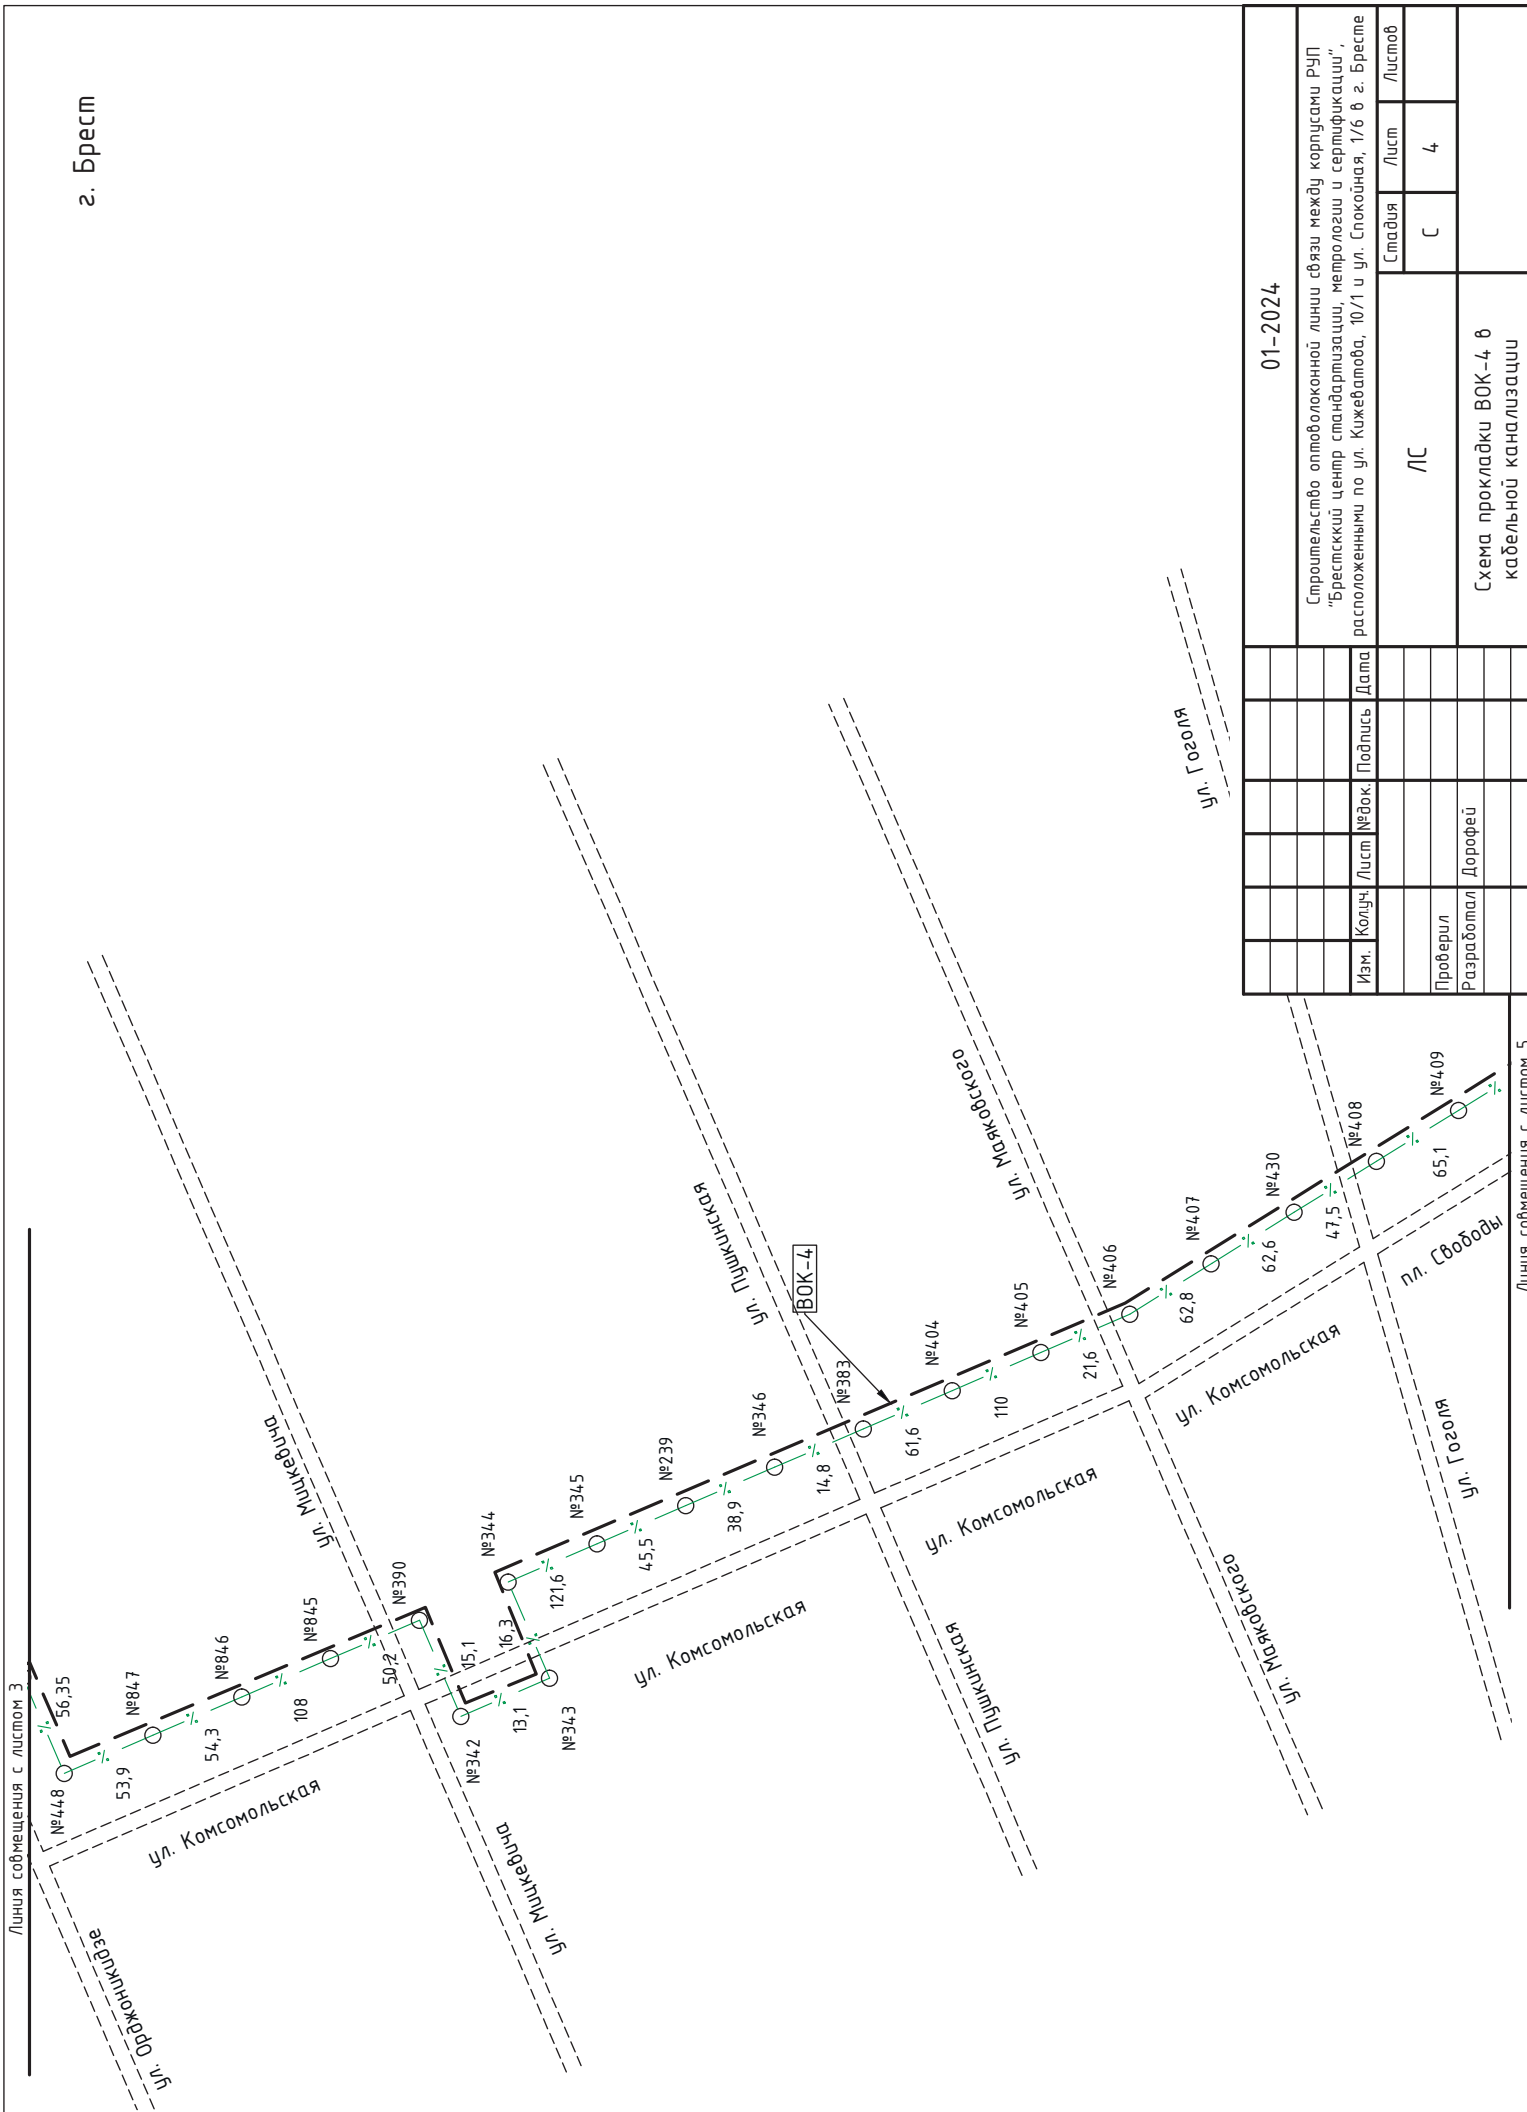 г. Брест
Линия совмещения с листом 3
ул. Орджоникидзе
№448
56,35
53,9
№847
54,3
№846
108
№845
50,2
№390
15,1
№342
13,1
№343
16,3
№344
121,6
№345
45,5
№239
38,9
№346
14,8
№383
61,6
№404
110
№405
21,6
№406
62,8
№407
62,6
№430
47,5
№408
65,1
№409
ВОК-4
ул. Комсомольская
ул. Мицкевича
ул. Мицкевича
ул. Комсомольская
ул. Пушкинская
ул. Пушкинская
ул. Комсомольская
ул. Маяковского
ул. Маяковского
ул. Комсомольская
ул. Гоголя
ул. Гоголя
пл. Свободы
Линия совмещения с листом 5
01-2024
Строительство оптоволоконной линии связи между корпусами РУП
"Брестсккий центр стандартизации, метрологии и сертификации",
расположенными по ул. Кижеватова, 10/1 и ул. Спокойная, 1/6 в г. Бресте
Изм. Кол.уч. Лист №док. Подпись Дата
Стадия Лист Листов
ЛС
С 4
Проверил
Разработал Дорофей
Схема прокладки ВОК-4 в
кабельной канализации